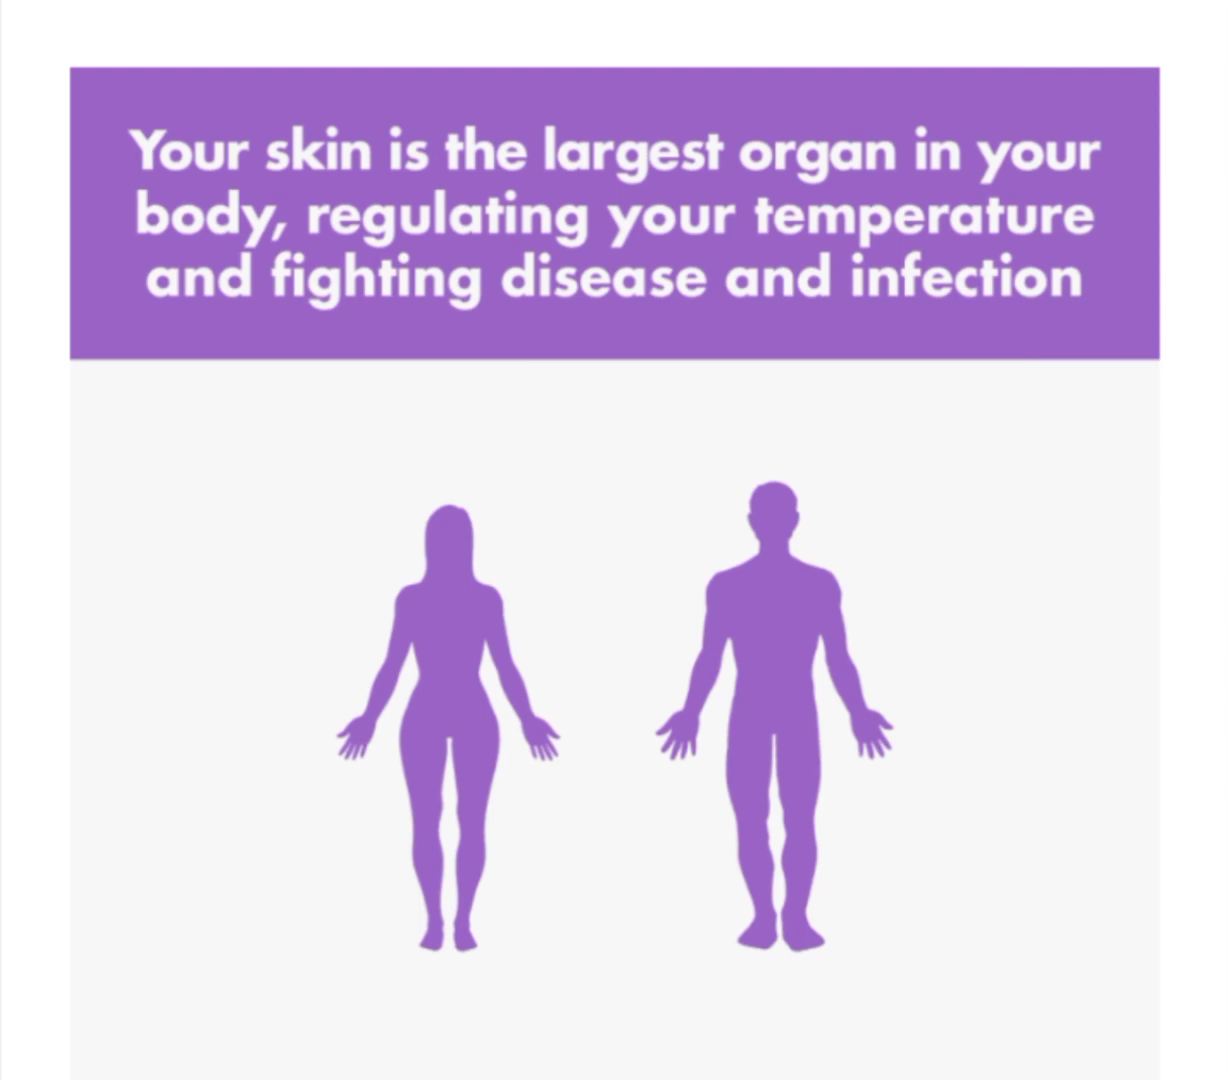 Your skin is the largest organ in your
body, regulating your temperature
and fighting disease and infection